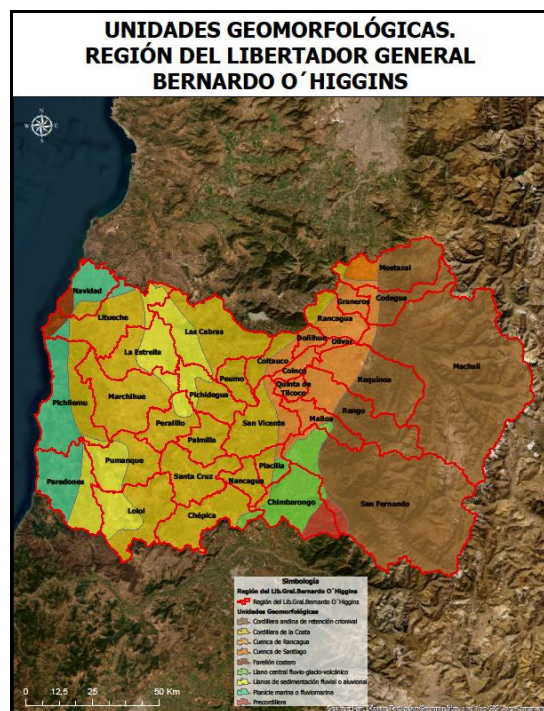 UNIDADES GEOMORFOLÓGICAS.
REGIÓN DEL LIBERTADOR GENERAL
BERNARDO O´HIGGINS
N
W
E
S
Mostazal
Navidad
Codegua
Graneros
Litueche
Rancagua
Las Cabras
Doñihue
Olivar
La Estrella
Coltauco
Machalí
Coinco
Peumo
Requinoa
Quinta de
Tilcoco
Marchihue
Pichidegua
Pichilemu
Rengo
Malloa
Peralillo
San Vicente
Palmilla
Pumanque
Placilla
Santa Cruz
Paredones
Nancagua
Chimbarongo
San Fernando
Lolol
Chépica
Simbología
Región del Lib.Gral.Bernardo O´Higgins
Región del Lib.Gral.Bernardo O´Higgins
Unidades Geomorfológicas
Cordillera andina de retención crionival
Cordillera de la Costa
Cuenca de Rancagua
Cuenca de Santiago
Farellón costero
Llano central fluvio-glacio-volcánico
Llanos de sedimentación fluvial o aluvional
Planicie marina o fluviomarina
Precordillera
0 12,5 25 50 Km